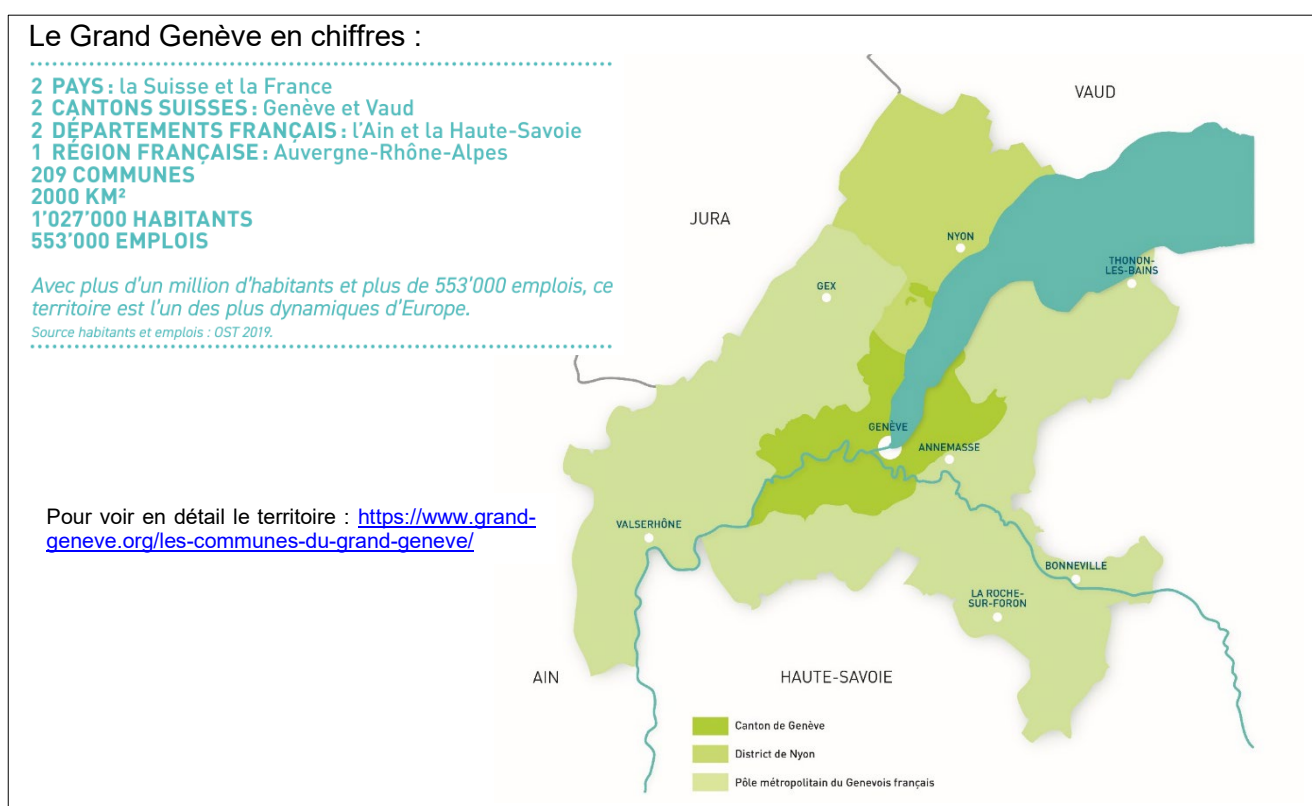 Le Grand Genève en chiffres :
2 PAYS : la Suisse et la France
2 CANTONS SUISSES : Genève et Vaud
2 DÉPARTEMENTS FRANÇAIS : l'Ain et la Haute-Savoie
1 RÉGION FRANÇAISE : Auvergne-Rhône-Alpes
209 COMMUNES
2000 KM²
1'027'000 HABITANTS
553'000 EMPLOIS
Avec plus d'un million d'habitants et plus de 553'000 emplois, ce
territoire est l'un des plus dynamiques d'Europe.
Source habitants et emplois : OST 2019.
Pour voir en détail le territoire : https://www.grand-
geneve.org/les-communes-du-grand-geneve/
VAUD
JURA
NYON
THONON-
LES-BAINS
GEX
GENÈVE
ANNEMASSE
VALSERHÔNE
BONNEVILLE
LA ROCHE-
SUR-FORON
AIN
HAUTE-SAVOIE
Canton de Genève
District de Nyon
Pôle métropolitain du Genevois français